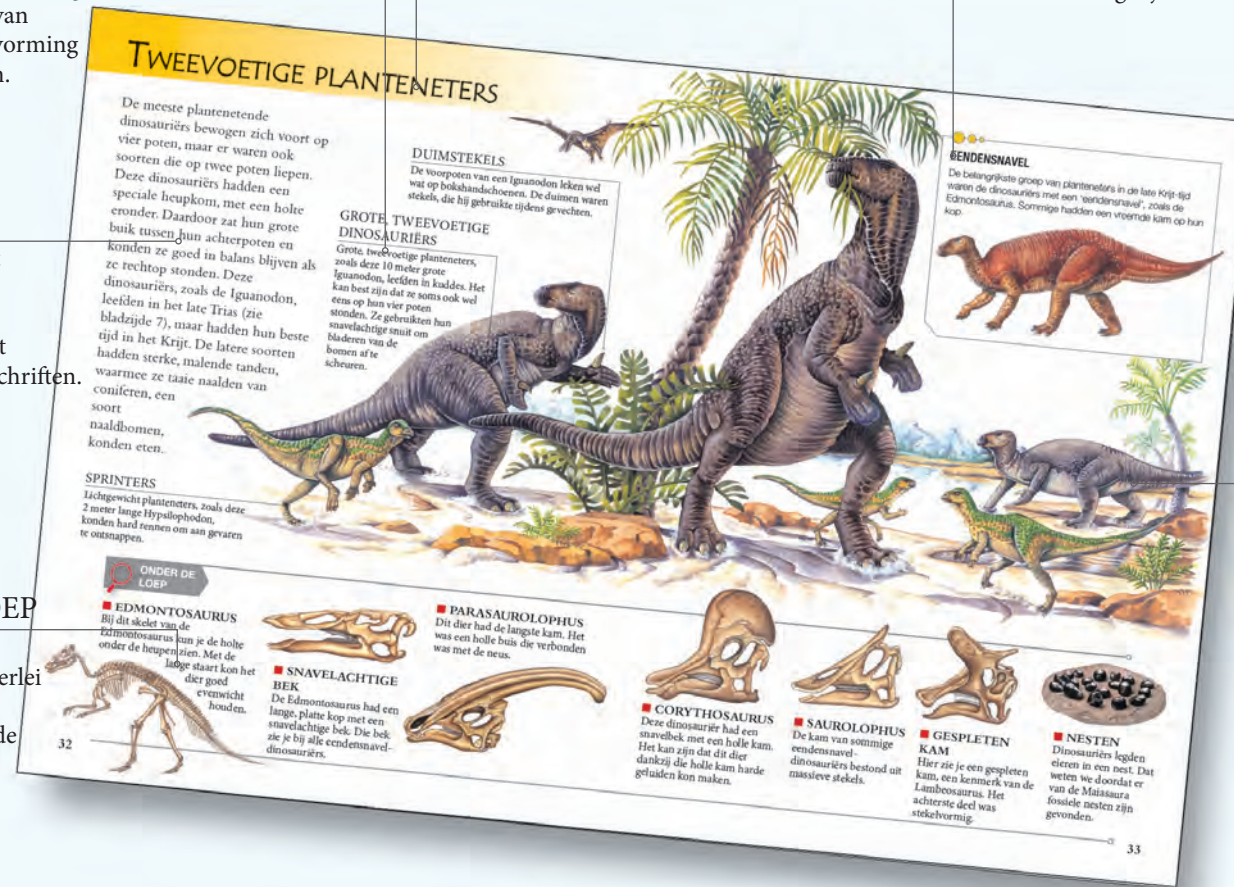 van
vorming
n.
chriften.
EP
erlei
de
TWEEVOETIGE PLANTENETERS
De meeste plantenetende
dinosauriërs bewogen zich voort op
vier poten, maar er waren ook
soorten die op twee poten liepen.
Deze dinosauriërs hadden een
speciale heupkom, met een holte
eronder. Daardoor zat hun grote
buik tussen hun achterpoten en
konden ze goed in balans blijven als
ze rechtop stonden. Deze
dinosauriërs, zoals de Iguanodon,
leefden in het late Trias (zie
bladzijde 7), maar hadden hun beste
tijd in het Krijt. De latere soorten
hadden sterke, malende tanden,
waarmee ze taaie naalden van
coniferen, een
soort
naaldbomen,
konden eten.
DUIMSTEKELS
De voorpoten van een Iguanodon leken wel
wat op bokshandschoenen. De duimen waren
stekels, die hij gebruikte tijdens gevechten.
GROTE, TWEEVOETIGE
DINOSAURIËRS
Grote, tweevoetige planteneters,
zoals deze 10 meter grote
Iguanodon, leefden in kuddes. Het
kan best zijn dat ze soms ook wel
eens op hun vier poten
stonden. Ze gebruikten hun
snavelachtige snuit om
bladeren van de
bomen af te
scheuren.
EENDENSNAVEL
De belangrijkste groep van planteneters in de late Krijt-tijd
waren de dinosauriërs met een 'eendensnavel', zoals de
Edmontosaurus. Sommige hadden een vreemde kam op hun
kop.
SPRINTERS
Lichtgewicht planteneters, zoals deze
2 meter lange Hypsilophodon,
konden hard rennen om aan gevaren
te ontsnappen.
ONDER DE
LOEP
EDMONTOSAURUS
Bij dit skelet van de
Edmontosaurus kun je de holte
onder de heupen zien. Met de
lange staart kon het
dier goed
evenwicht
houden.
SNAVELACHTIGE
BEK
De Edmontosaurus had een
lange, platte kop met een
snavelachtige bek. Die bek
zie je bij alle eendensnavel-
dinosauriërs.
PARASAUROLOPHUS
Dit dier had de langste kam. Het
was een holle buis die verbonden
was met de neus.
CORYTHOSAURUS
Deze dinosauriër had een
snavelbek met een holle kam.
Het kan zijn dat dit dier
dankzij die holle kam harde
geluiden kon maken.
SAUROLOPHUS
De kam van sommige
eendensnavel-
dinosauriërs bestond uit
massieve stekels.
GESPLETEN
KAM
Hier zie je een gespleten
kam, een kenmerk van de
Lambeosaurus. Het
achterste deel was
stekelvormig.
NESTEN
Dinosauriërs legden
eieren in een nest. Dat
weten we doordat er
van de Maiasaura
fossiele nesten zijn
gevonden.
32
33